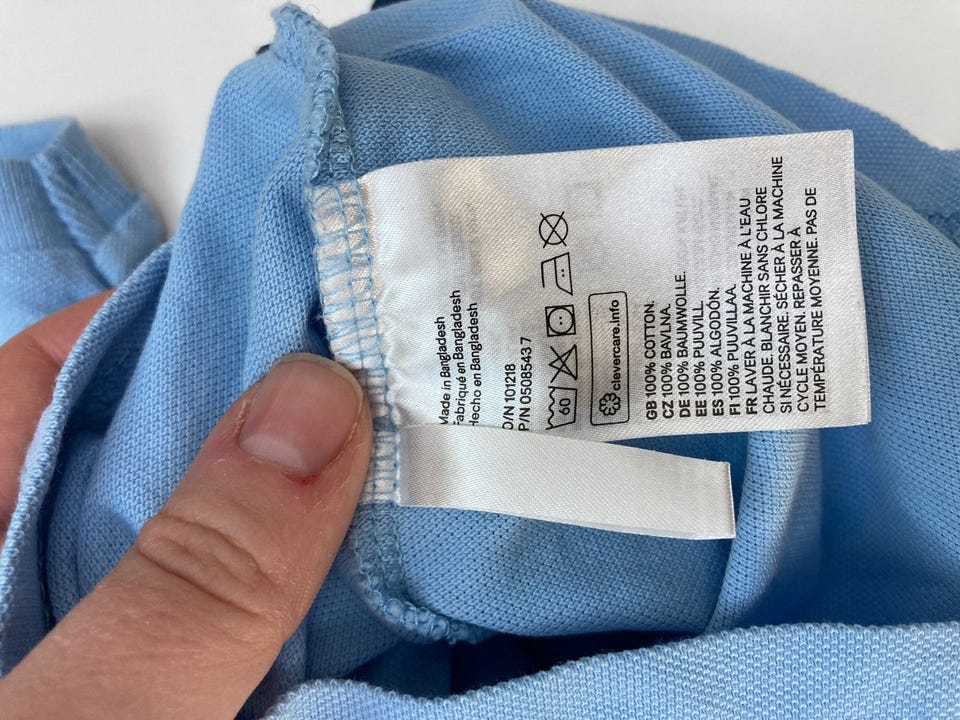 Made in Bangladesh
Fabriqué en Bangladesh
Hecho en Bangladesh
O/N 101218
P/N 05085437
60
clevercare.info
GB 100% COTTON.
CZ 100% BAVLNA.
DE 100% BAUMWOLLE.
EE 100% PUUVILL.
ES 100% ALGODÓN.
FI 100% PUUVILLAA.
FR LAVER À LA MACHINE À L'EAU
CHAUDE. BLANCHIR SANS CHLORE
SI NÉCESSAIRE. SÉCHER À LA MACHINE
CYCLE MOYEN. REPASSER À
TEMPÉRATURE MOYENNE. PAS DE